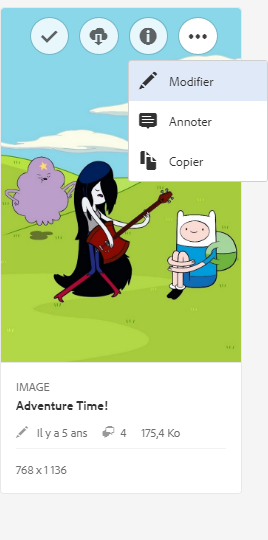 Modifier
Annoter
Copier
IMAGE
Adventure Time!
Il y a 5 ans 4 175,4 Ko
768 x 1 136